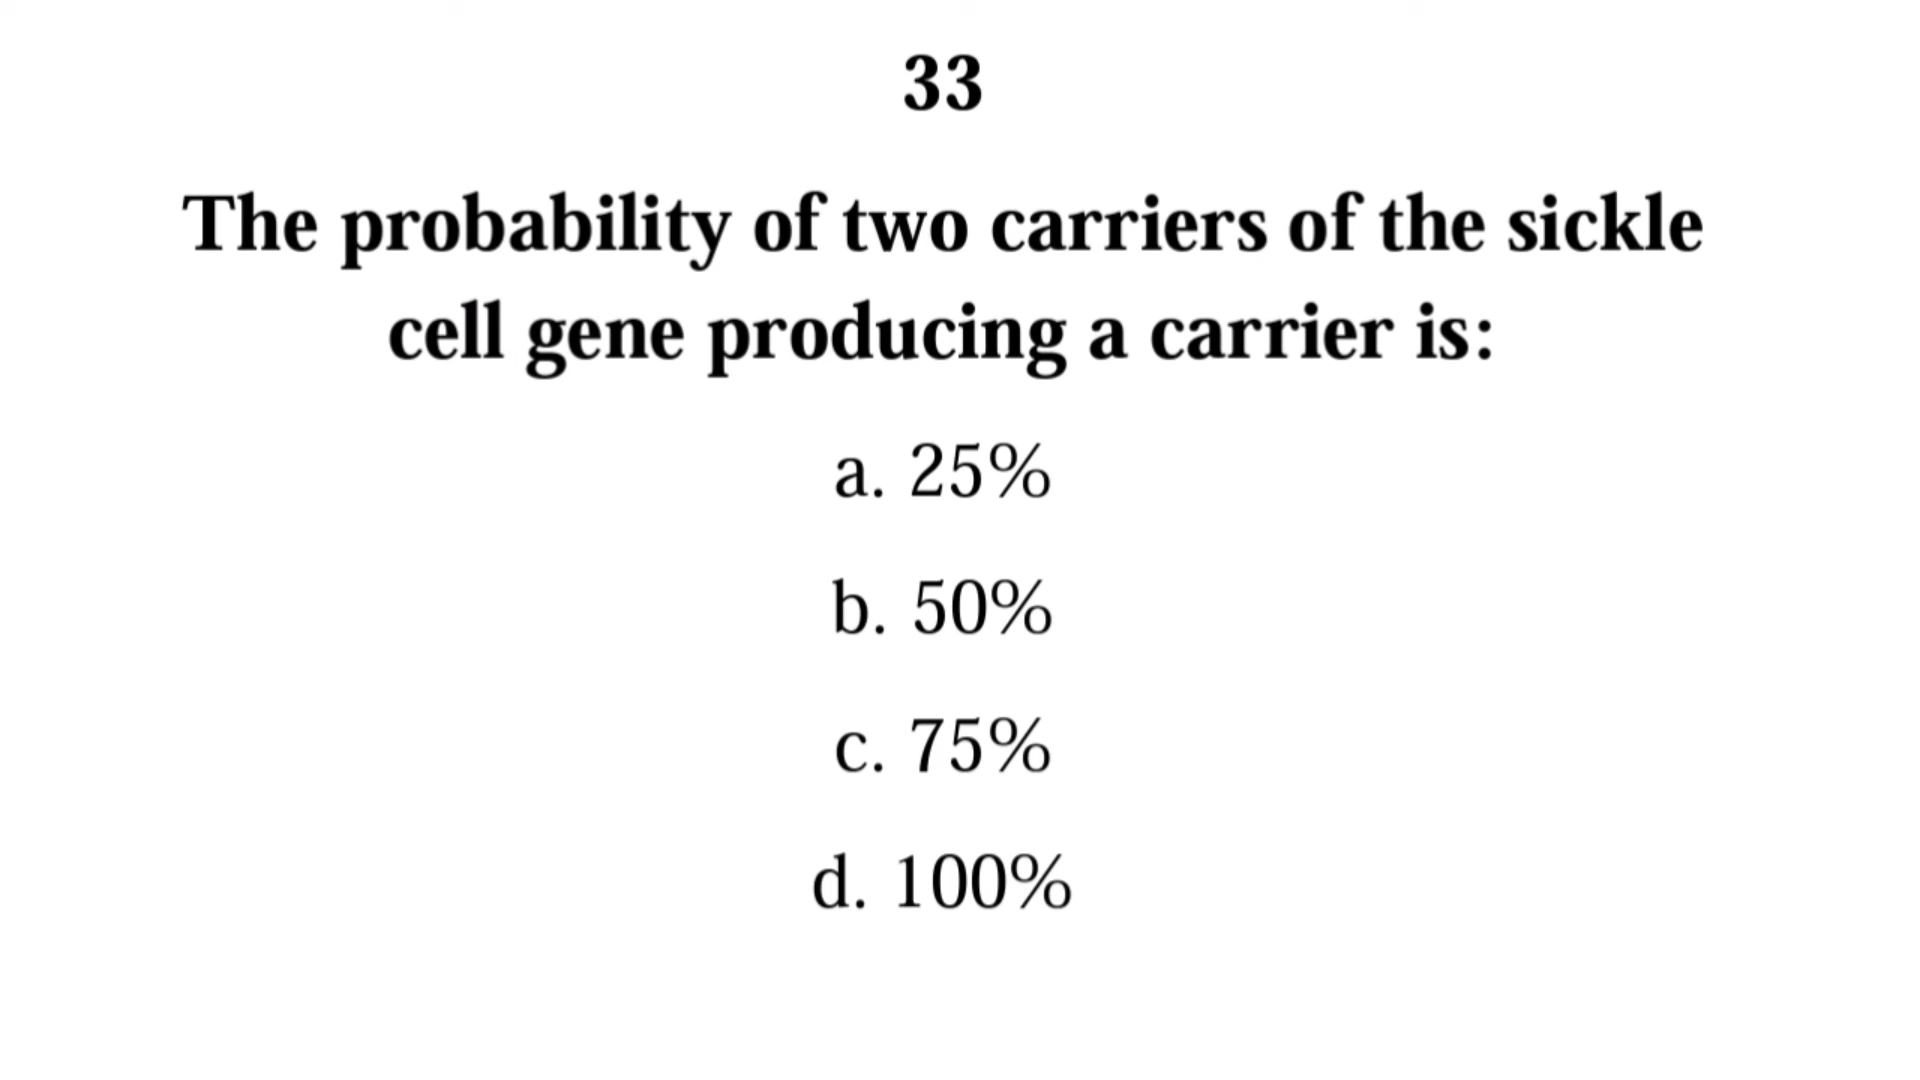 33
The probability of two carriers of the sickle
cell gene producing a carrier is:
a. 25%
b. 50%
c. 75%
d. 100%